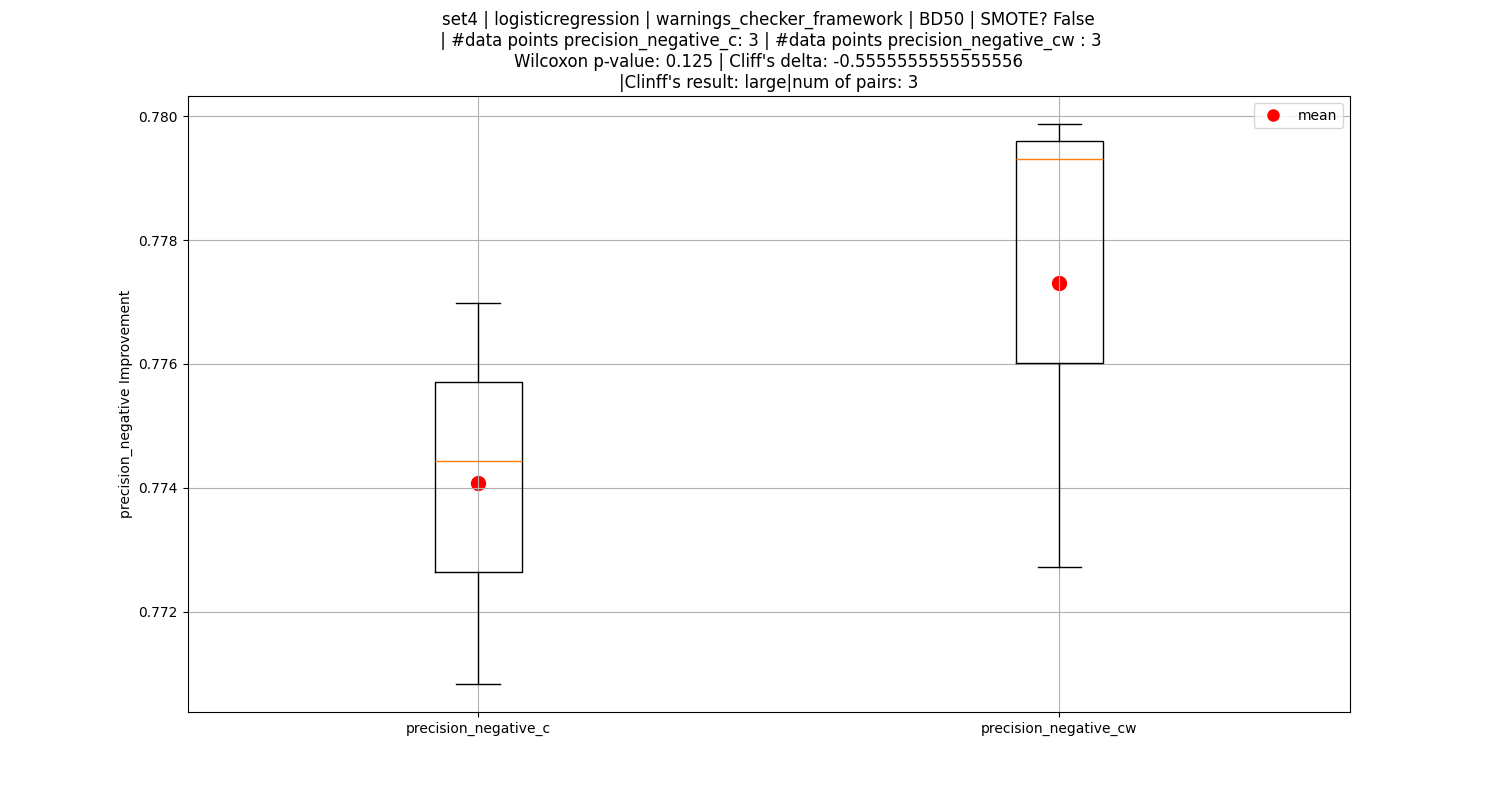 set4 | logisticregression | warnings_checker_framework | BD50 | SMOTE? False
| #data points precision_negative_c: 3 | #data points precision_negative_cw : 3
Wilcoxon p-value: 0.125 | Cliff's delta: -0.5555555555555556
|Clinff's result: large|num of pairs: 3
mean
0.780
0.778
0.776
0.774
0.772
precision_negative Improvement
precision_negative_c
precision_negative_cw